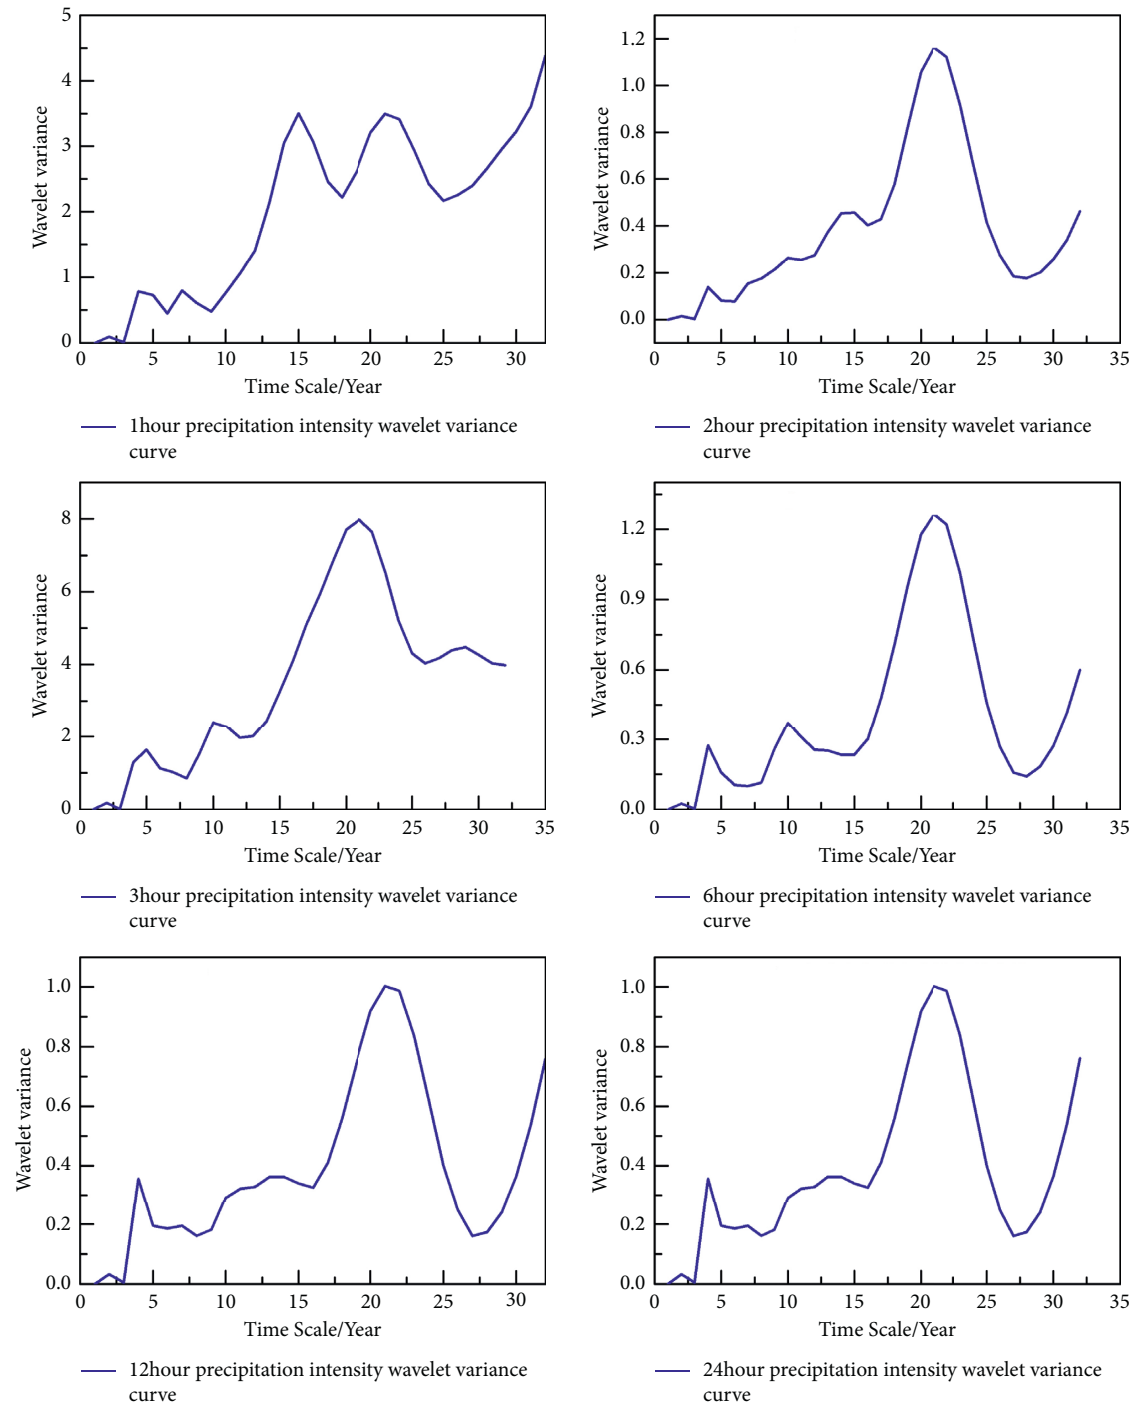 5
4
3
2
1
0
Wavelet variance
0 5 10 15 20 25 30
Time Scale/Year
1hour precipitation intensity wavelet variance
curve
1.2
1.0
0.8
0.6
0.4
0.2
0.0
Wavelet variance
0 5 10 15 20 25 30 35
Time Scale/Year
2hour precipitation intensity wavelet variance
curve
8
6
4
2
0
Wavelet variance
0 5 10 15 20 25 30 35
Time Scale/Year
3hour precipitation intensity wavelet variance
curve
1.2
0.9
0.6
0.3
0.0
Wavelet variance
0 5 10 15 20 25 30 35
Time Scale/Year
6hour precipitation intensity wavelet variance
curve
1.0
0.8
0.6
0.4
0.2
0.0
Wavelet variance
0 5 10 15 20 25 30
Time Scale/Year
12hour precipitation intensity wavelet variance
curve
1.0
0.8
0.6
0.4
0.2
0.0
Wavelet variance
0 5 10 15 20 25 30 35
Time Scale/Year
24hour precipitation intensity wavelet variance
curve